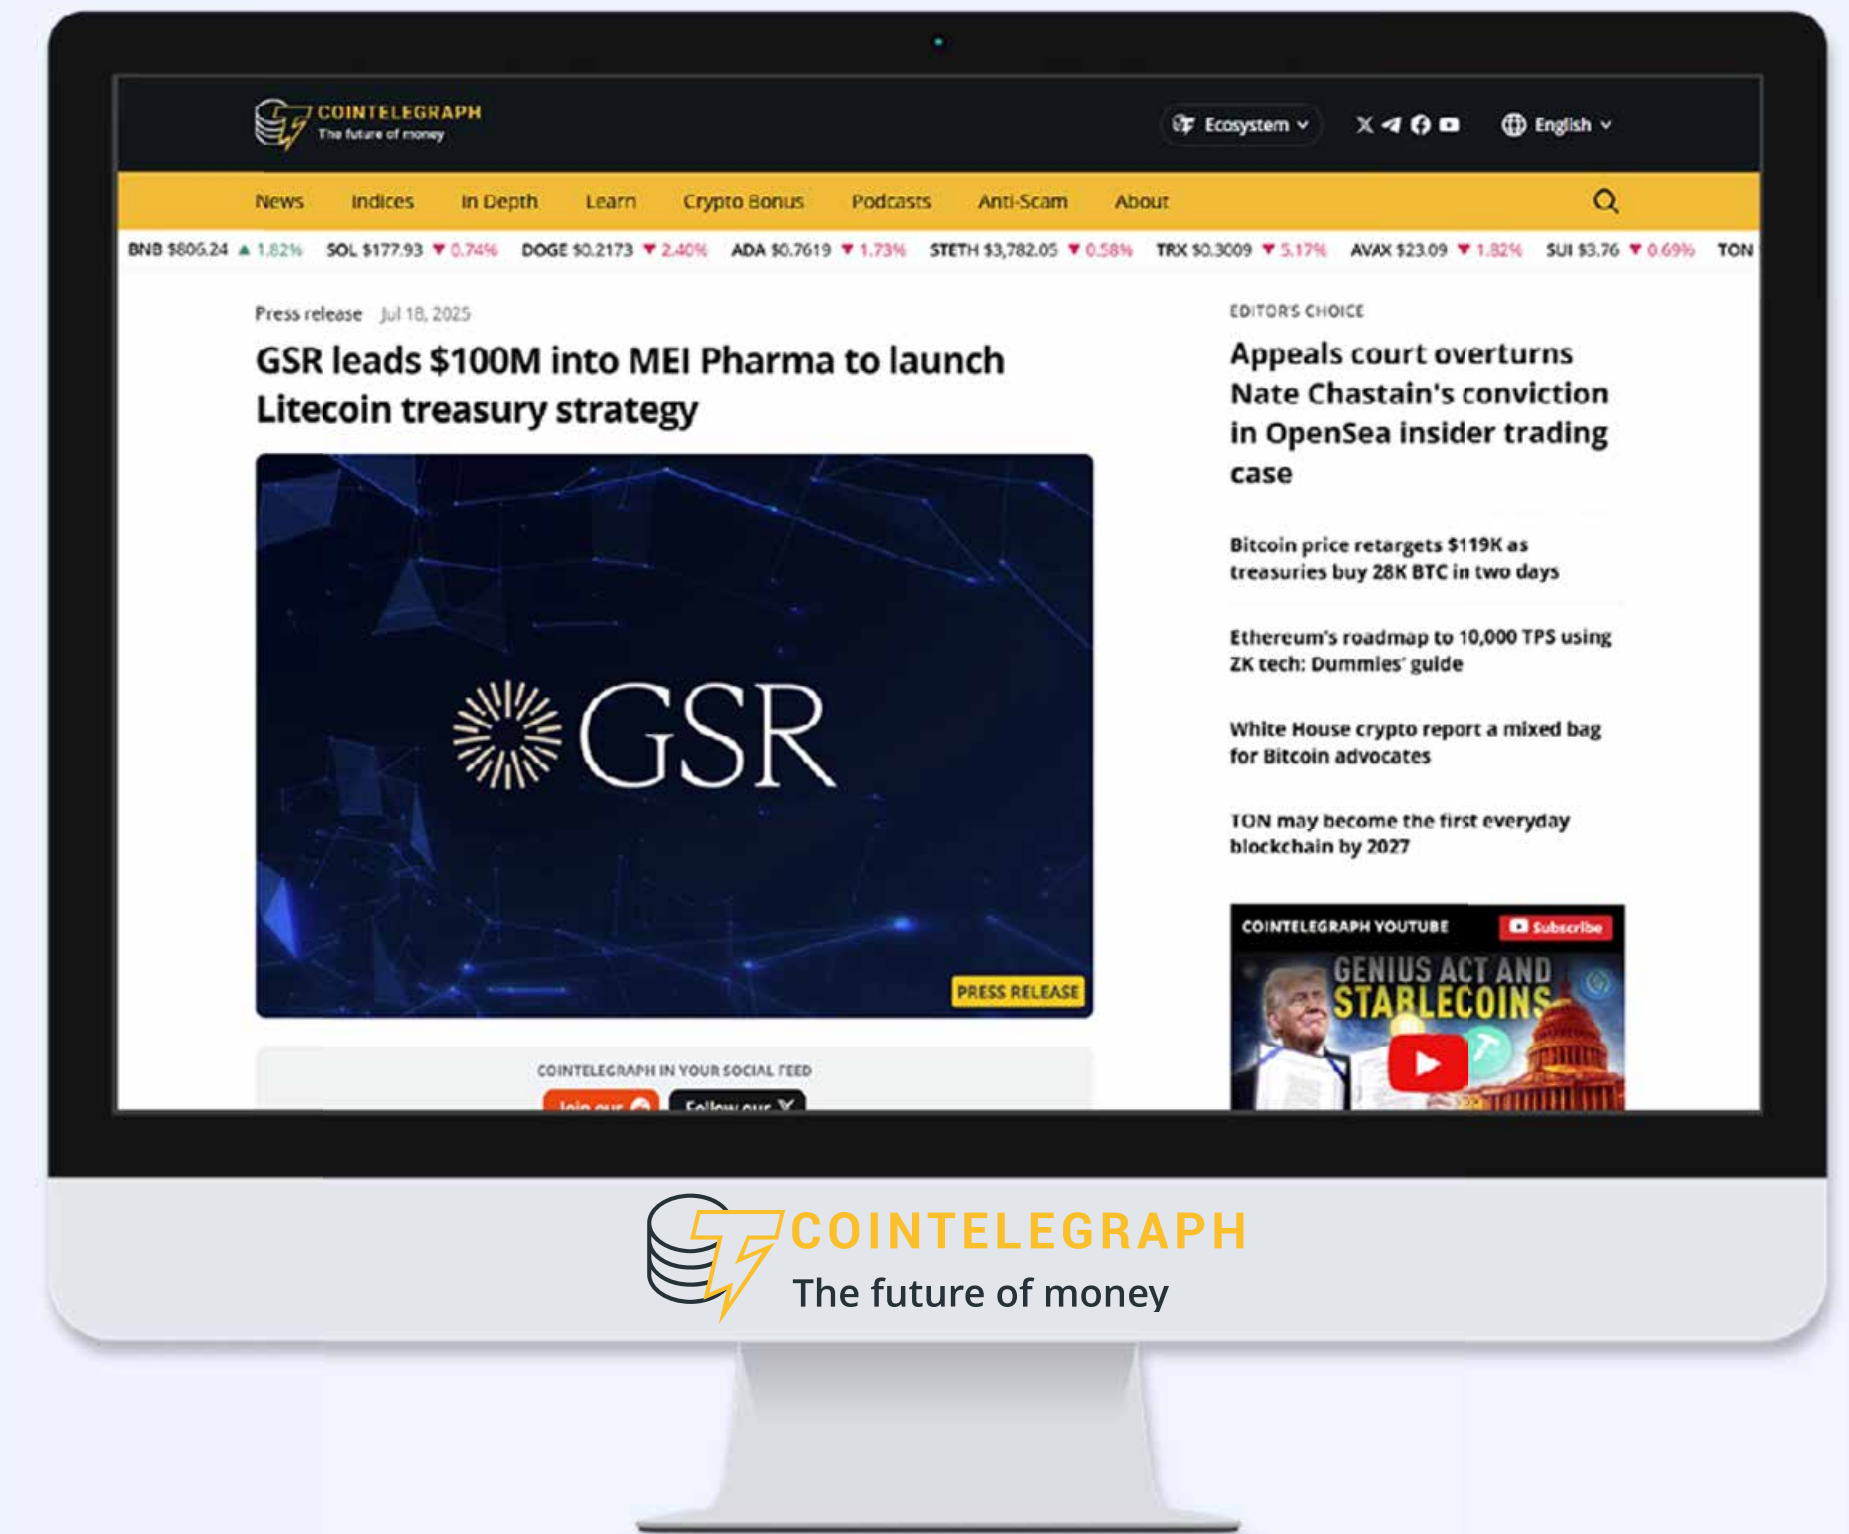 COINTELEGRAPH
The future of money
Ecosystem
English
News Indices In Depth Learn Crypto Bonus Podcasts Anti-Scam About
BNB $806.24 ▲ 1.82% SOL $177.93 ▼ 0.74% DOGE $0.2173 ▼ 2.40% ADA $0.7619 ▼ 1.73% STETH $3,782.05 ▼ 0.58% TRX $0.3009 ▼ 5.17% AVAX $23.09 ▼ 1.82% SUI $3.76 ▼ 0.69% TON
Press release Jul 18, 2025
GSR leads $100M into MEI Pharma to launch
Litecoin treasury strategy
GSR
PRESS RELEASE
COINTELEGRAPH IN YOUR SOCIAL FEED
Join our
Follow our
EDITOR'S CHOICE
Appeals court overturns
Nate Chastain's conviction
in OpenSea insider trading
case
Bitcoin price retargets $119K as
treasuries buy 28K BTC in two days
Ethereum's roadmap to 10,000 TPS using
ZK tech: Dummies' guide
White House crypto report a mixed bag
for Bitcoin advocates
TON may become the first everyday
blockchain by 2027
COINTELEGRAPH YOUTUBE
Subscribe
GENIUS ACT AND
STABLECOINS
COINTELEGRAPH
The future of money